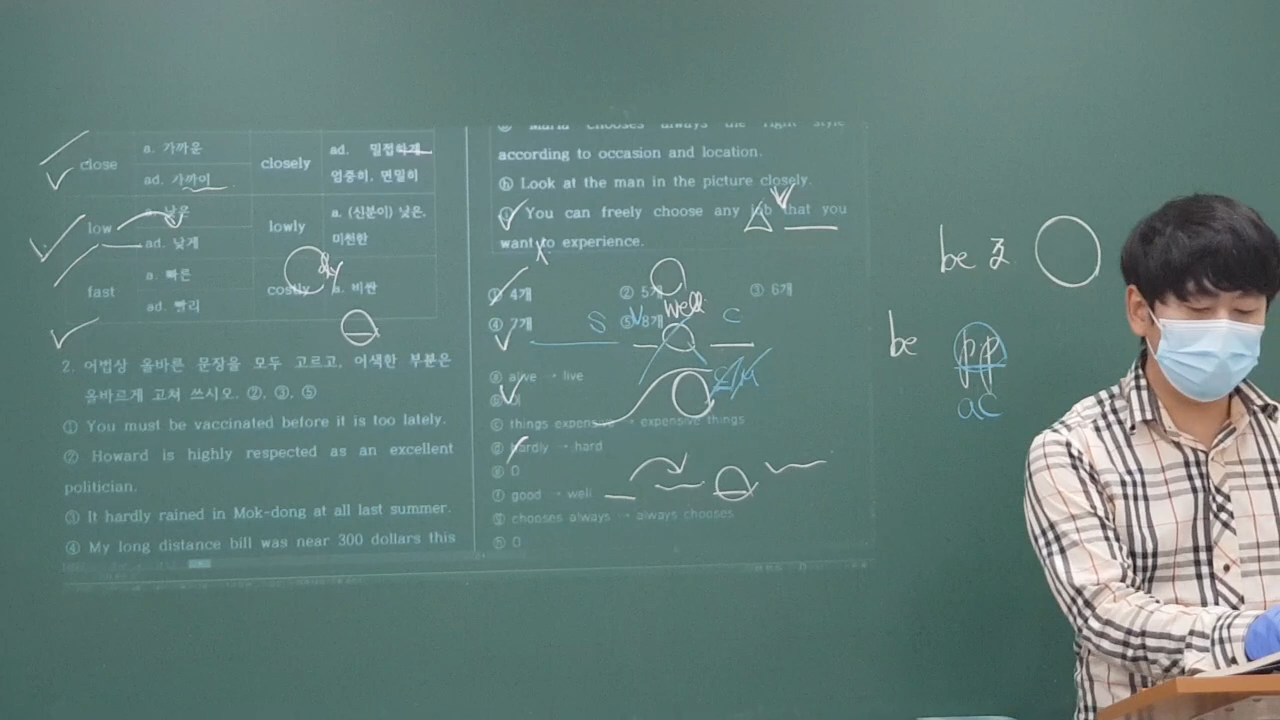 close
a. 가까운
ad. 가까이
closely
ad. 밀접하게
엄중히, 면밀히
low
a. 낮은
ad. 낮게
lowly
a. (신분이) 낮은,
미천한
fast
a. 빠른
ad. 빨리
costly
a. 비싼
2. 어법상 올바른 문장을 모두 고르고, 어색한 부분은
올바르게 고쳐 쓰시오. ②, ③, ⑤
① You must be vaccinated before it is too lately.
② Howard is highly respected as an excellent
politician.
③ It hardly rained in Mok-dong at all last summer.
④ My long distance bill was near 300 dollars this
ⓖ Maria chooses always the right style
according to occasion and location.
ⓗ Look at the man in the picture closely.
ⓘ You can freely choose any job that you
want to experience.
① 4개
② 5개
③ 6개
④ 7개
⑤ 8개
well
S
V
C
ⓐ alive → live
ⓑ
ⓒ things expensive → expensive things
ⓓ hardly → hard
ⓔ O
ⓕ good → well
ⓖ chooses always → always chooses
ⓗ O
be 조
be pp
ac